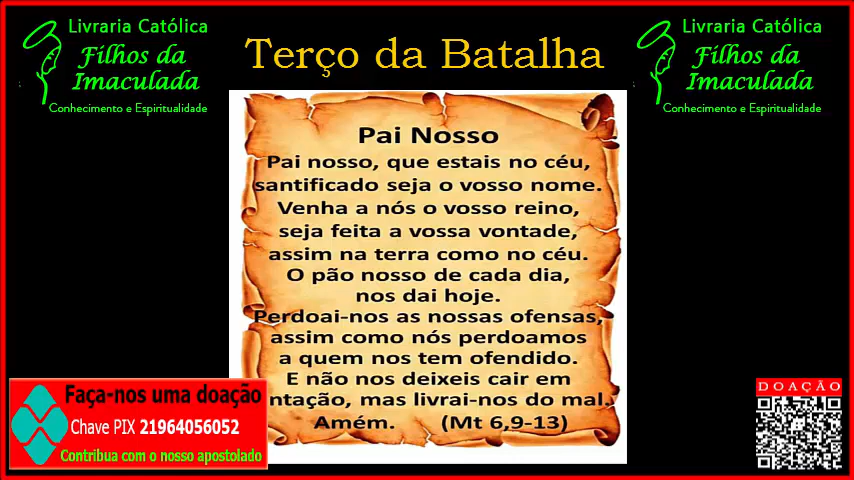 Livraria Católica
Filhos da
Imaculada
Conhecimento e Espiritualidade
Terço da Batalha
Livraria Católica
Filhos da
Imaculada
Conhecimento e Espiritualidade
Pai Nosso
Pai nosso, que estais no céu,
santificado seja o vosso nome.
Venha a nós o vosso reino,
seja feita a vossa vontade,
assim na terra como no céu.
O pão nosso de cada dia,
nos dai hoje.
Perdoai-nos as nossas ofensas,
assim como nós perdoamos
a quem nos tem ofendido.
E não nos deixeis cair em
ntação, mas livrai-nos do mal.
Amém. (Mt 6,9-13)
Faça-nos uma doação
Chave PIX 21964056052
Contribua com o nosso apostolado
DOAÇÃO